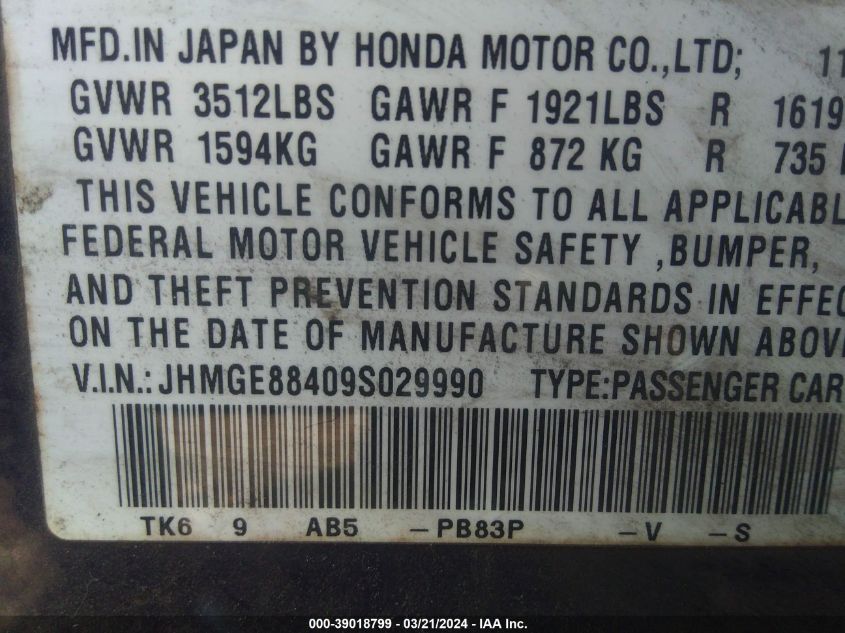 MFD.IN JAPAN BY HONDA MOTOR CO.,LTD; 11
GVWR 3512LBS GAWR F 1921LBS R 1619
GVWR 1594KG GAWR F 872 KG R 735
THIS VEHICLE CONFORMS TO ALL APPLICABL
FEDERAL MOTOR VEHICLE SAFETY ,BUMPER,
AND THEFT PREVENTION STANDARDS IN EFFEC
ON THE DATE OF MANUFACTURE SHOWN ABOV
V.I.N.: JHMGE88409S029990 TYPE:PASSENGER CAR
TK6 9 AB5 -PB83P -V -S
000-39018799 - 03/21/2024 - IAA Inc.